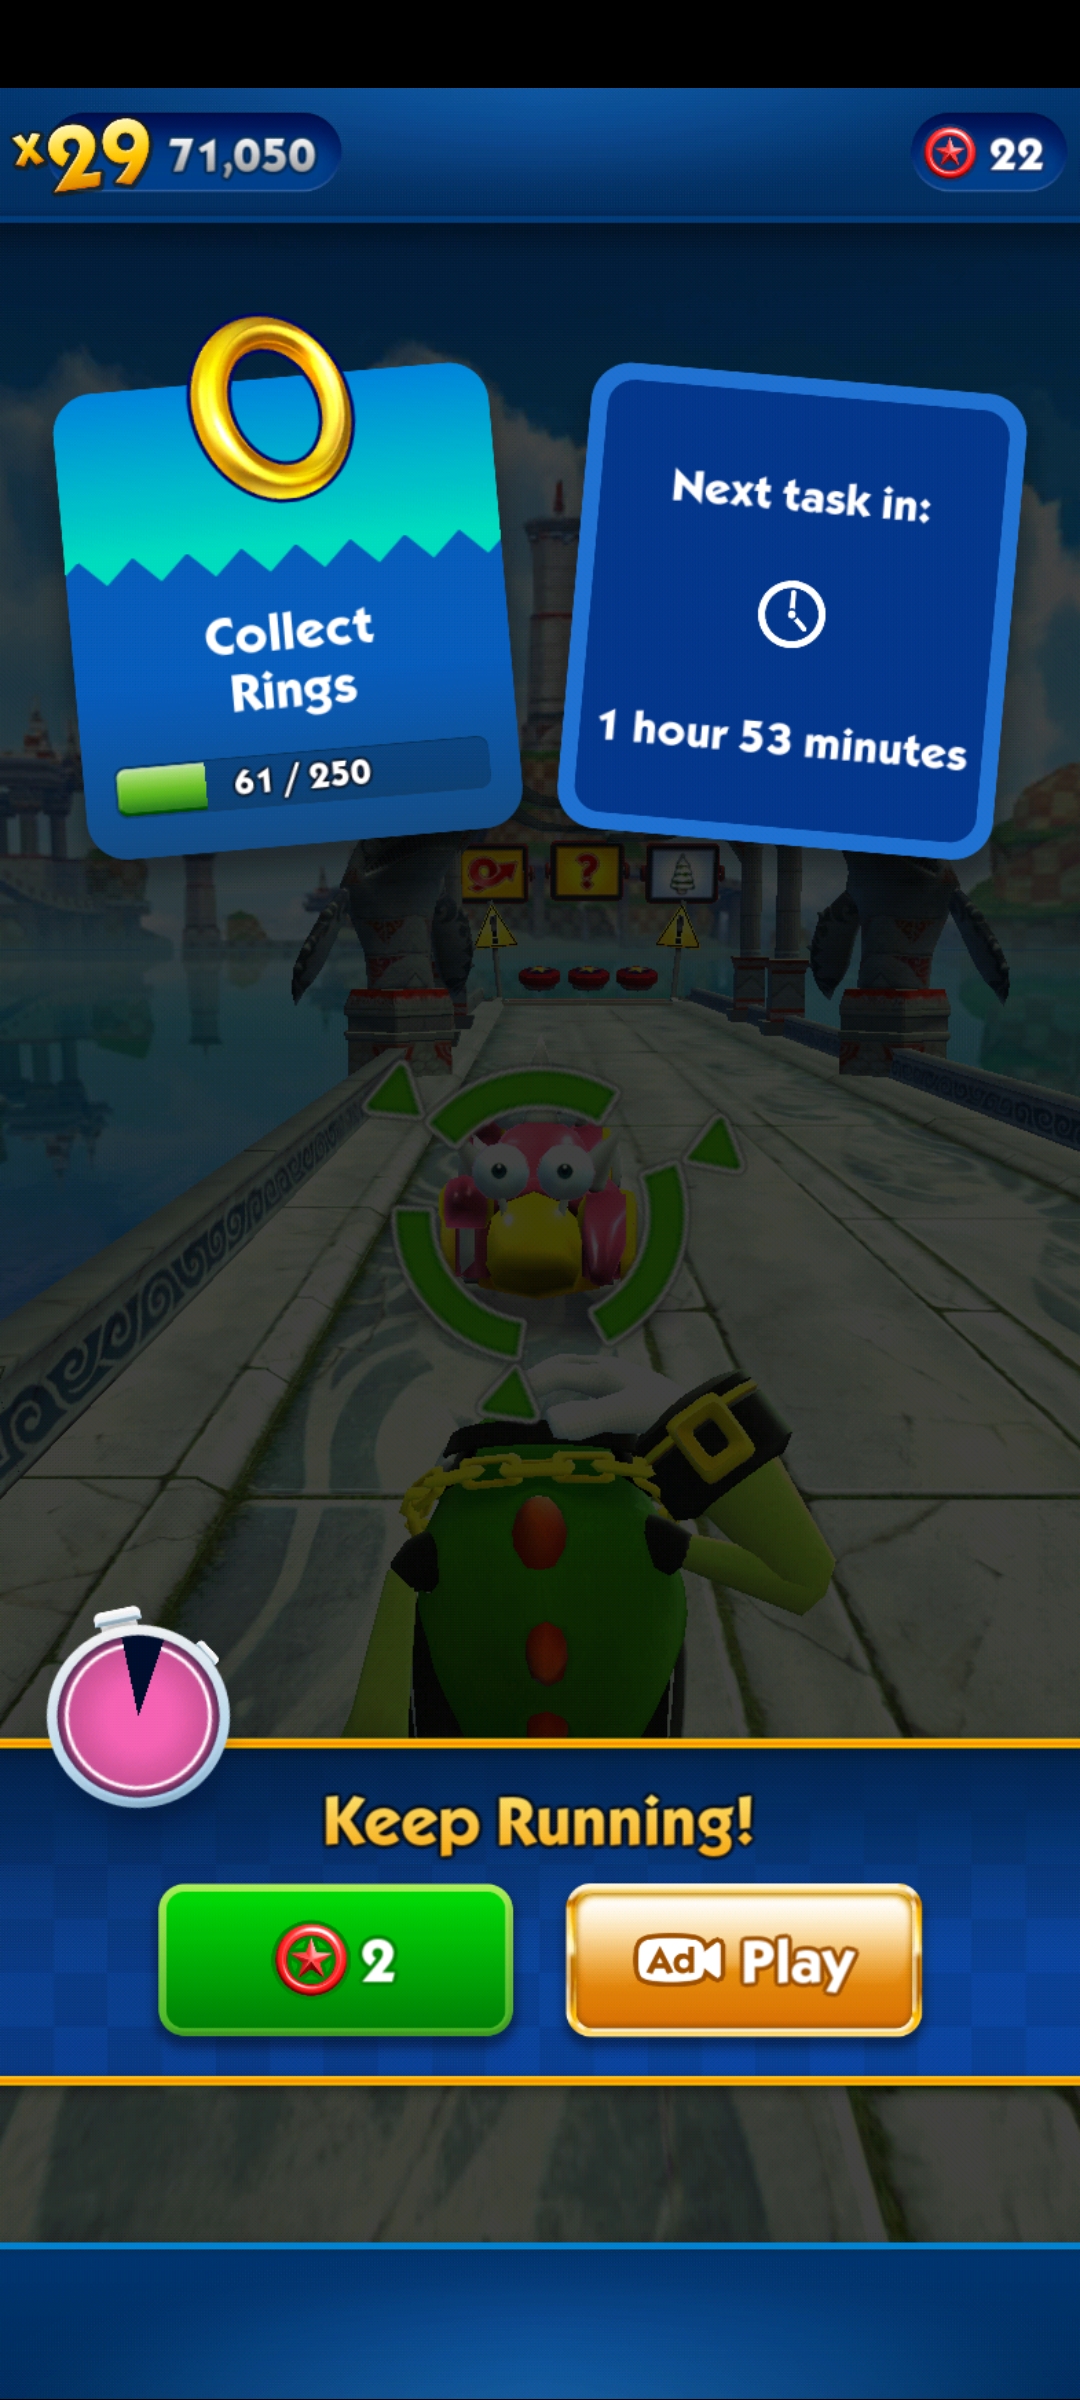 x29 71,050
22
Collect
Rings
61 / 250
Next task in:
1 hour 53 minutes
?
!
!
Keep Running!
2
Ad Play